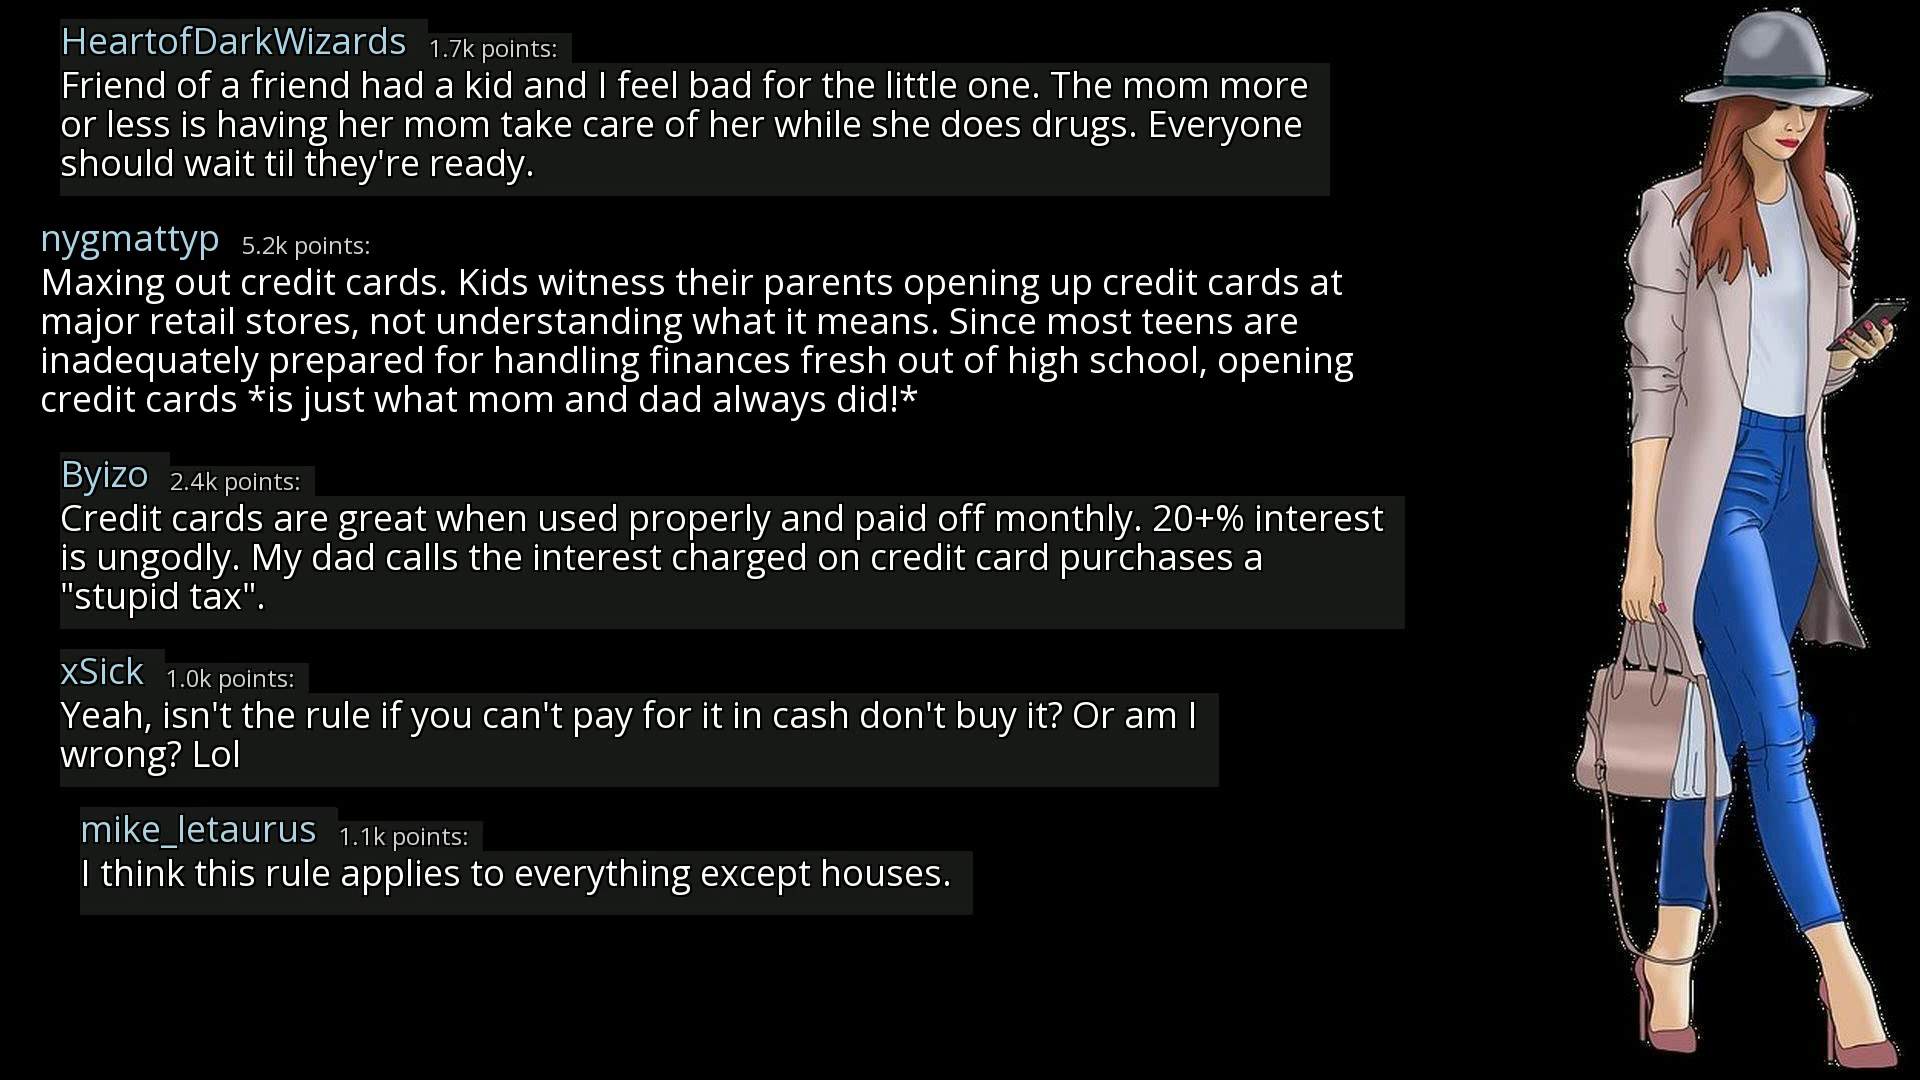 HeartofDarkWizards 1.7k points:
Friend of a friend had a kid and I feel bad for the little one. The mom more
or less is having her mom take care of her while she does drugs. Everyone
should wait til they're ready.
nygmattyp 5.2k points:
Maxing out credit cards. Kids witness their parents opening up credit cards at
major retail stores, not understanding what it means. Since most teens are
inadequately prepared for handling finances fresh out of high school, opening
credit cards *is just what mom and dad always did!*
Byizo 2.4k points:
Credit cards are great when used properly and paid off monthly. 20+% interest
is ungodly. My dad calls the interest charged on credit card purchases a
"stupid tax".
xSick 1.0k points:
Yeah, isn't the rule if you can't pay for it in cash don't buy it? Or am I
wrong? Lol
mike_letaurus 1.1k points:
I think this rule applies to everything except houses.